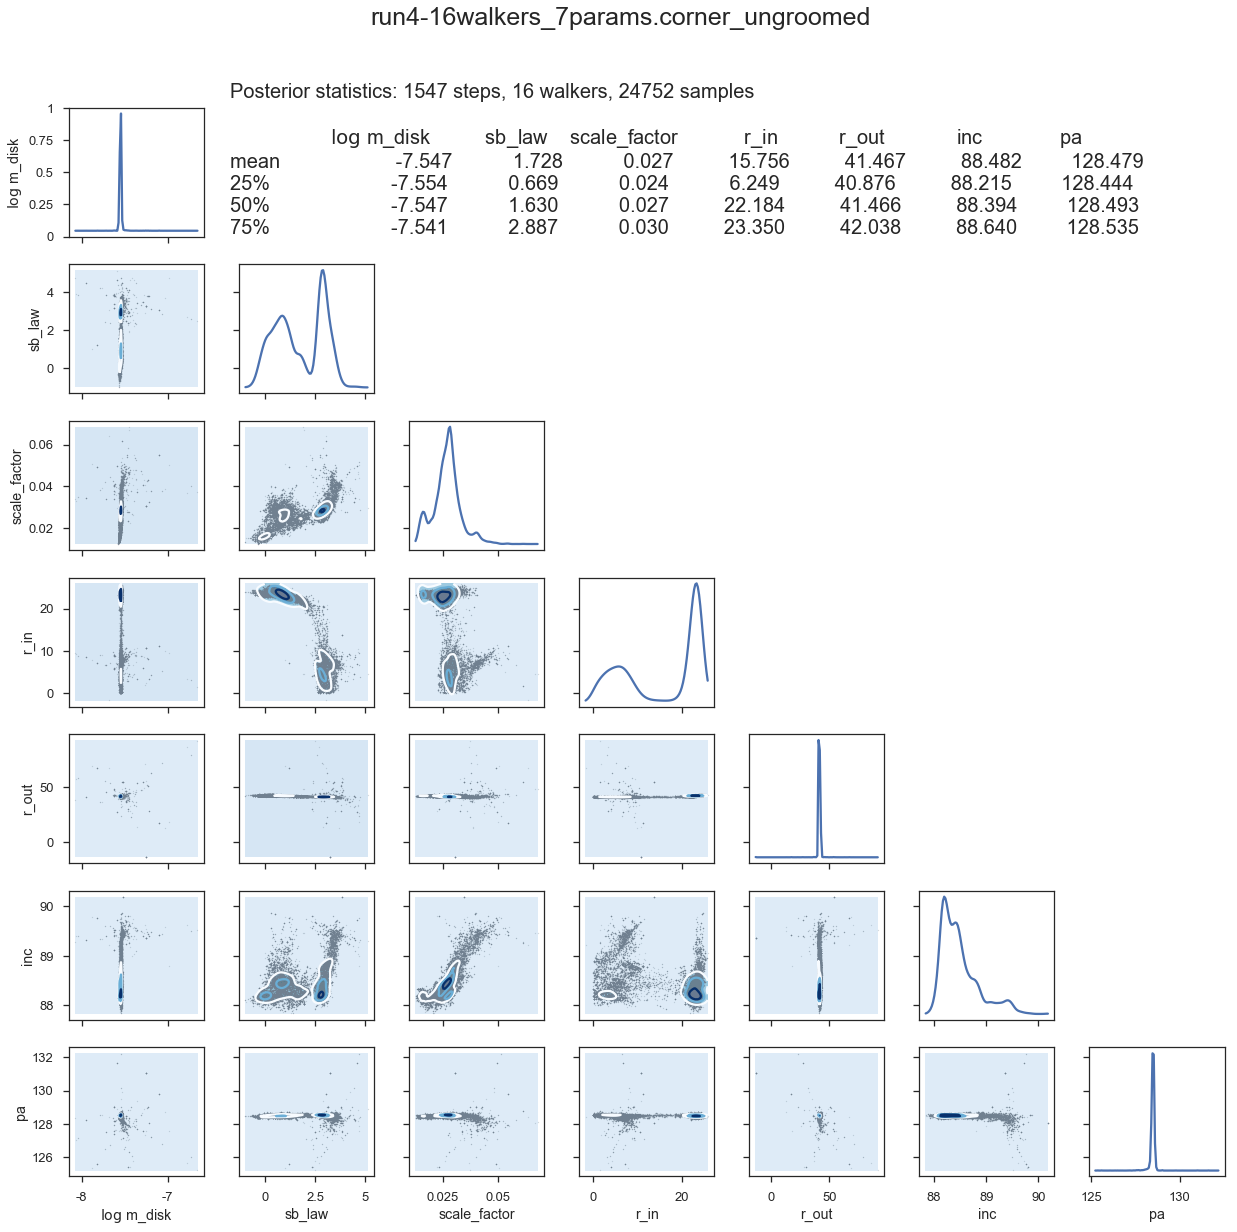 run4-16walkers_7params.corner_ungroomed
Posterior statistics: 1547 steps, 16 walkers, 24752 samples
log m_disk sb_law scale_factor r_in r_out inc pa
mean -7.547 1.728 0.027 15.756 41.467 88.482 128.479
25% -7.554 0.669 0.024 6.249 40.876 88.215 128.444
50% -7.547 1.630 0.027 22.184 41.466 88.394 128.493
75% -7.541 2.887 0.030 23.350 42.038 88.640 128.535
1
0.75
0.5
0.25
0
log m_disk
4
2
0
sb_law
0.06
0.04
0.02
scale_factor
20
10
0
r_in
50
0
r_out
90
89
88
inc
132
130
128
126
pa
-8 -7 0 2.5 5 0.025 0.05 0 20 0 50 88 89 90 125 130
log m_disk sb_law scale_factor r_in r_out inc pa